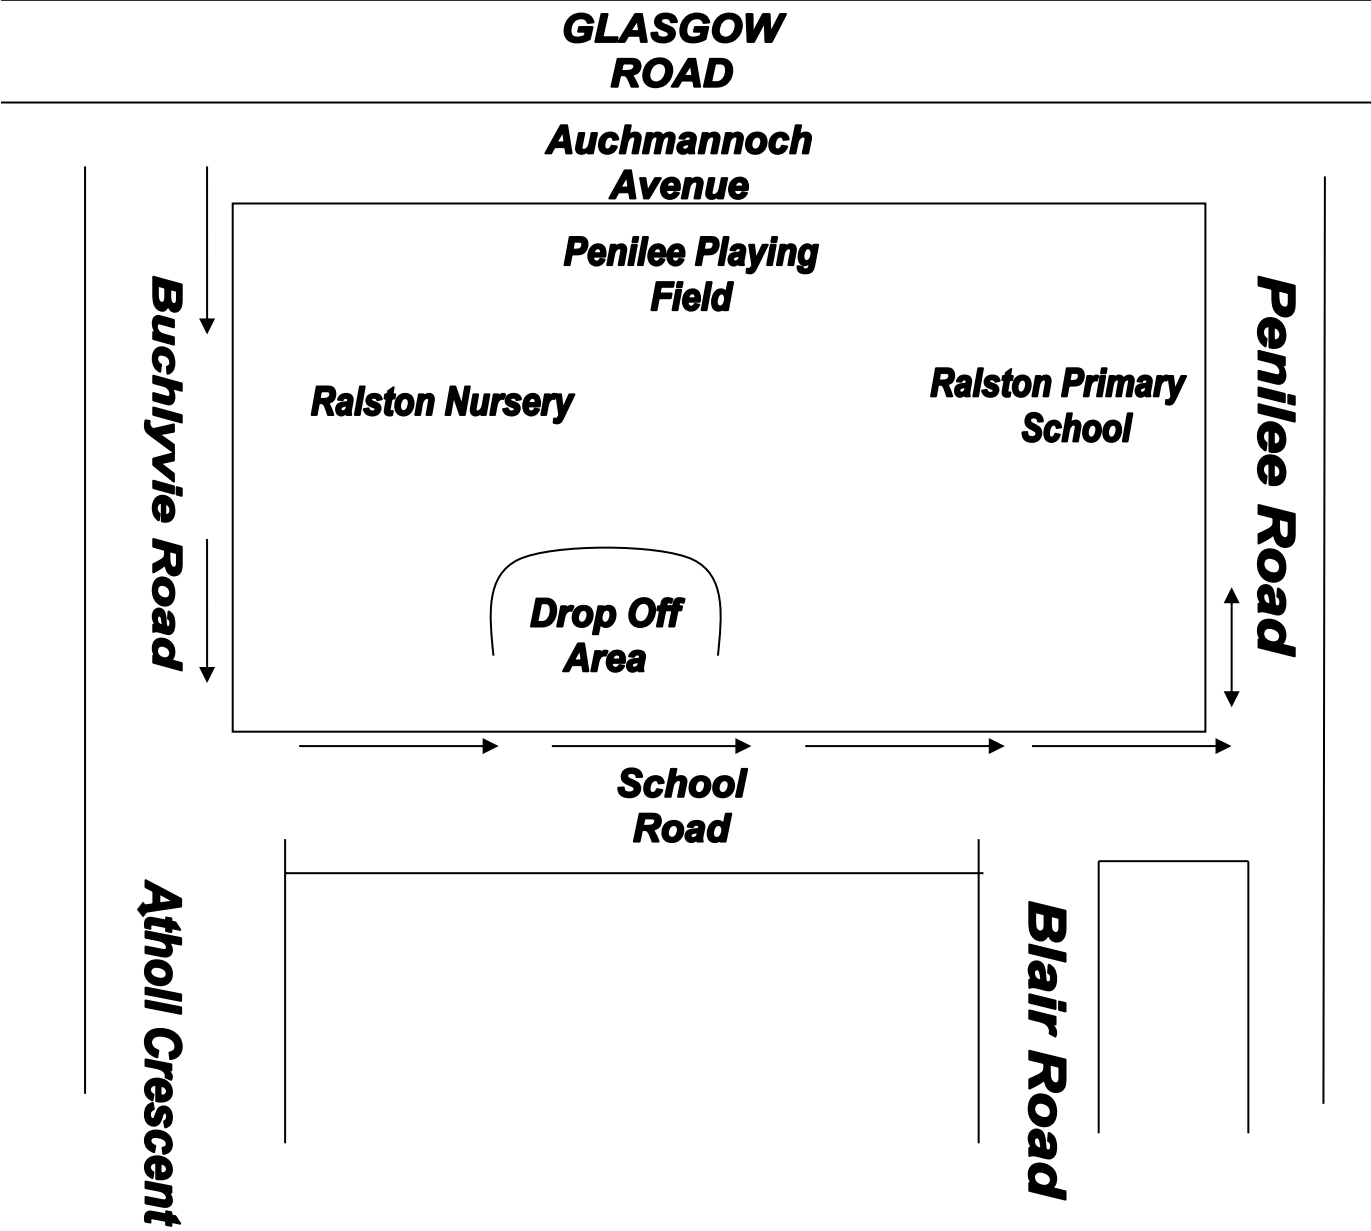 GLASGOW
ROAD
Auchmannoch
Avenue
Penilee Playing
Field
Buchlyvie Road
Ralston Nursery
Ralston Primary
School
Penilee Road
Drop Off
Area
School
Road
Atholl Crescent
Blair Road